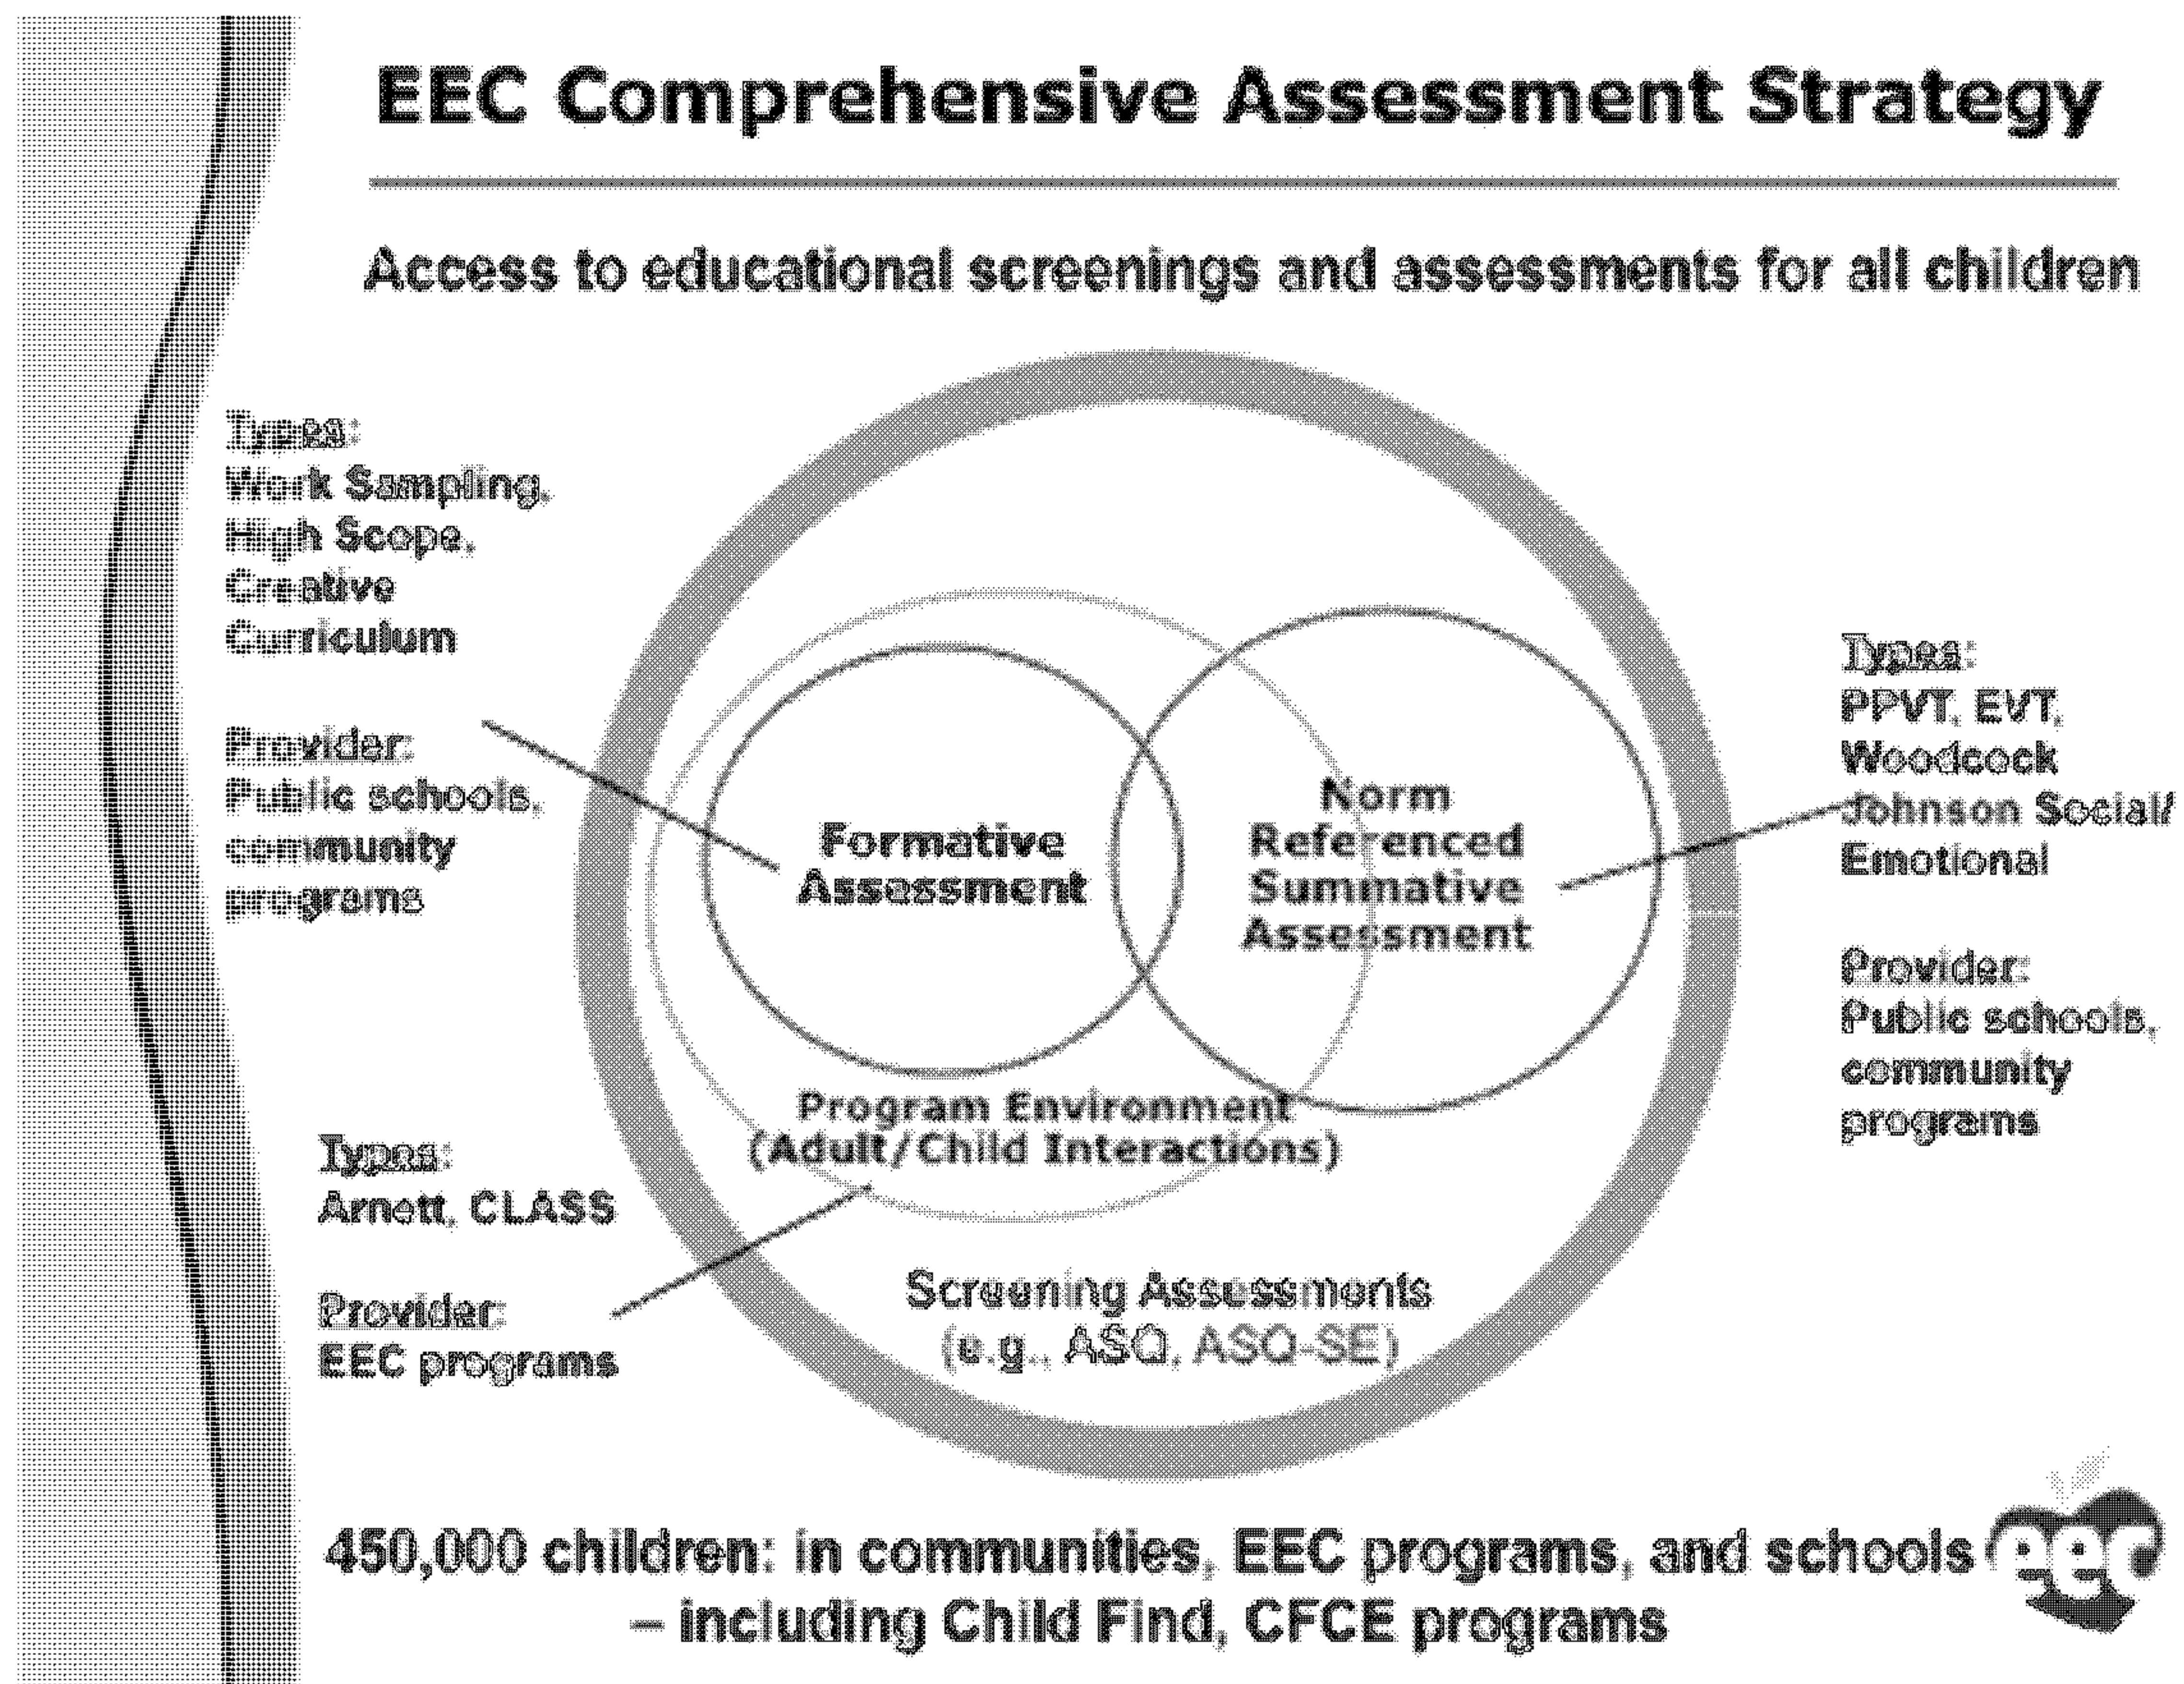 EEC Comprehensive Assessment Strategy
Access to educational screenings and assessments for all children
Types:
Work Sampling,
High Scope,
Creative
Curriculum
Provider:
Public schools,
community
programs
Formative
Assessment
Norm
Referenced
Summative
Assessment
Types:
PPVT, EVT,
Woodcock
Johnson Social/
Emotional
Provider:
Public schools,
community
programs
Program Environment
(Adult/Child Interactions)
Types:
Arnett, CLASS
Provider:
EEC programs
Screening Assessments
(e.g., ASQ, ASQ-SE)
450,000 children: in communities, EEC programs, and schools
– including Child Find, CFCE programs
eec